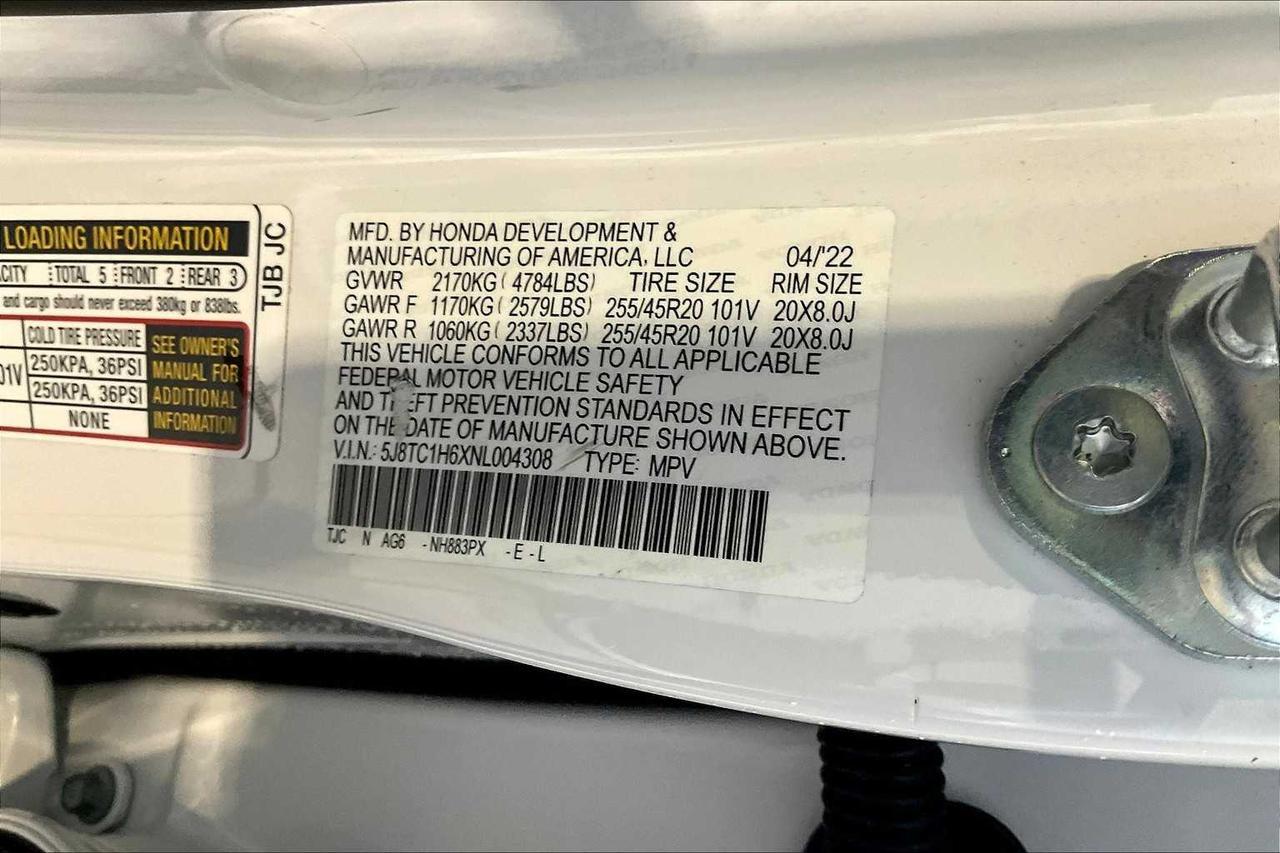 LOADING INFORMATION
TJB JC
ACITY TOTAL 5 FRONT 2 REAR 3
and cargo should never exceed 380kg or 838lbs.
COLD TIRE PRESSURE
SEE OWNER'S
MANUAL FOR
ADDITIONAL
INFORMATION
01V 250KPA, 36PSI
250KPA, 36PSI
NONE
MFD. BY HONDA DEVELOPMENT &
MANUFACTURING OF AMERICA, LLC 04/'22
GVWR 2170KG ( 4784LBS) TIRE SIZE RIM SIZE
GAWR F 1170KG ( 2579LBS) 255/45R20 101V 20X8.0J
GAWR R 1060KG ( 2337LBS) 255/45R20 101V 20X8.0J
THIS VEHICLE CONFORMS TO ALL APPLICABLE
FEDERAL MOTOR VEHICLE SAFETY
AND THEFT PREVENTION STANDARDS IN EFFECT
ON THE DATE OF MANUFACTURE SHOWN ABOVE.
V.I.N.: 5J8TC1H6XNL004308 TYPE: MPV
TJC N AG6 -NH883PX -E-L